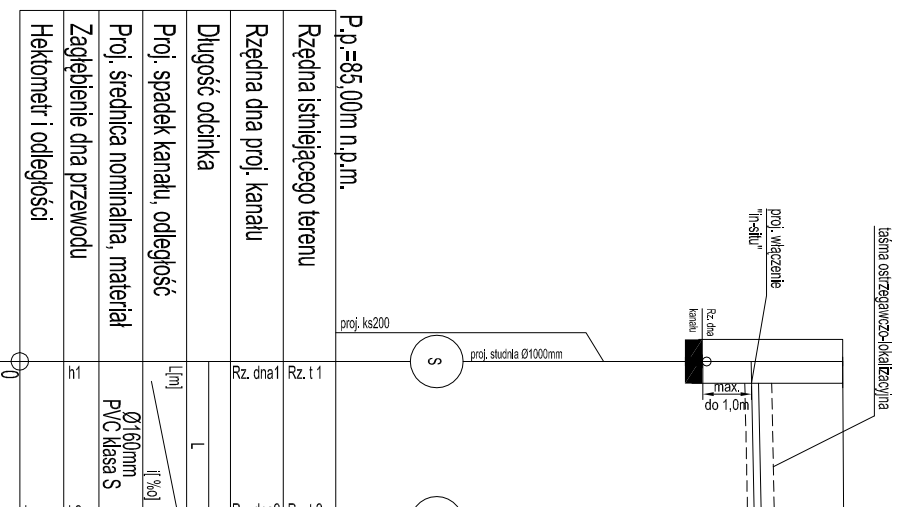 P.p.=85,00m n.p.m.
Rzędna istniejącego terenu
Rzędna dna proj. kanału
Długość odcinka
Proj. spadek kanału, odległość
Proj. średnica nominalna, materiał
Zagłębienie dna przewodu
Hektometr i odległości
taśma ostrzegawczo-lokalizacyjna
proj. włączenie
"in-situ"
Rz. dna
kanału
proj. ks200
S
proj. studnia Ø1000mm
max.
do 1,0m
Rz. t 1
Rz. dna1
L
L[m]
i[ %o]
Ø160mm
PVC klasa S
h1
0